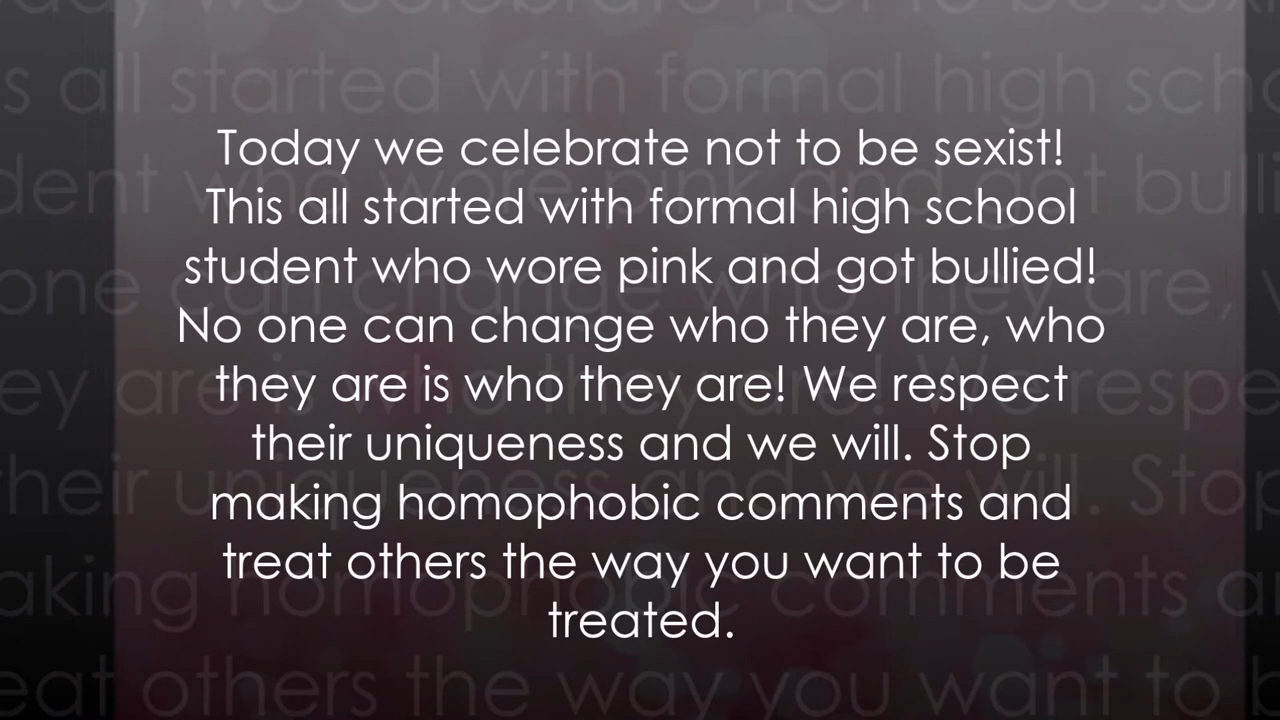 Today we celebrate not to be sexist!
This all started with formal high school
student who wore pink and got bullied!
No one can change who they are, who
they are is who they are! We respect
their uniqueness and we will. Stop
making homophobic comments and
treat others the way you want to be
treated.